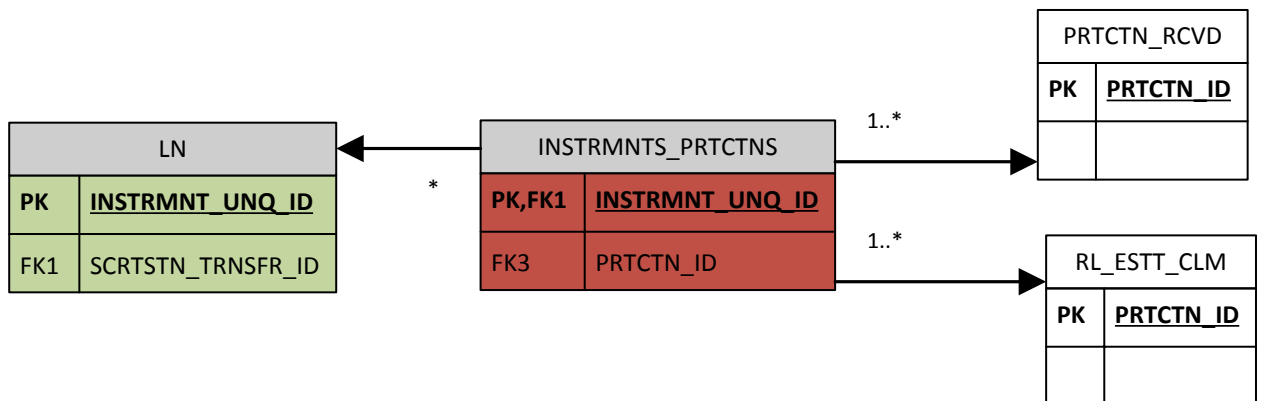 LN
PK INSTRMNT_UNQ_ID
FK1 SCRTSTN_TRNSFR_ID
*
INSTRMNTS_PRTCTNS
PK,FK1 INSTRMNT_UNQ_ID
FK3 PRTCTN_ID
1..*
1..*
PRTCTN_RCVD
PK PRTCTN_ID
RL_ESTT_CLM
PK PRTCTN_ID